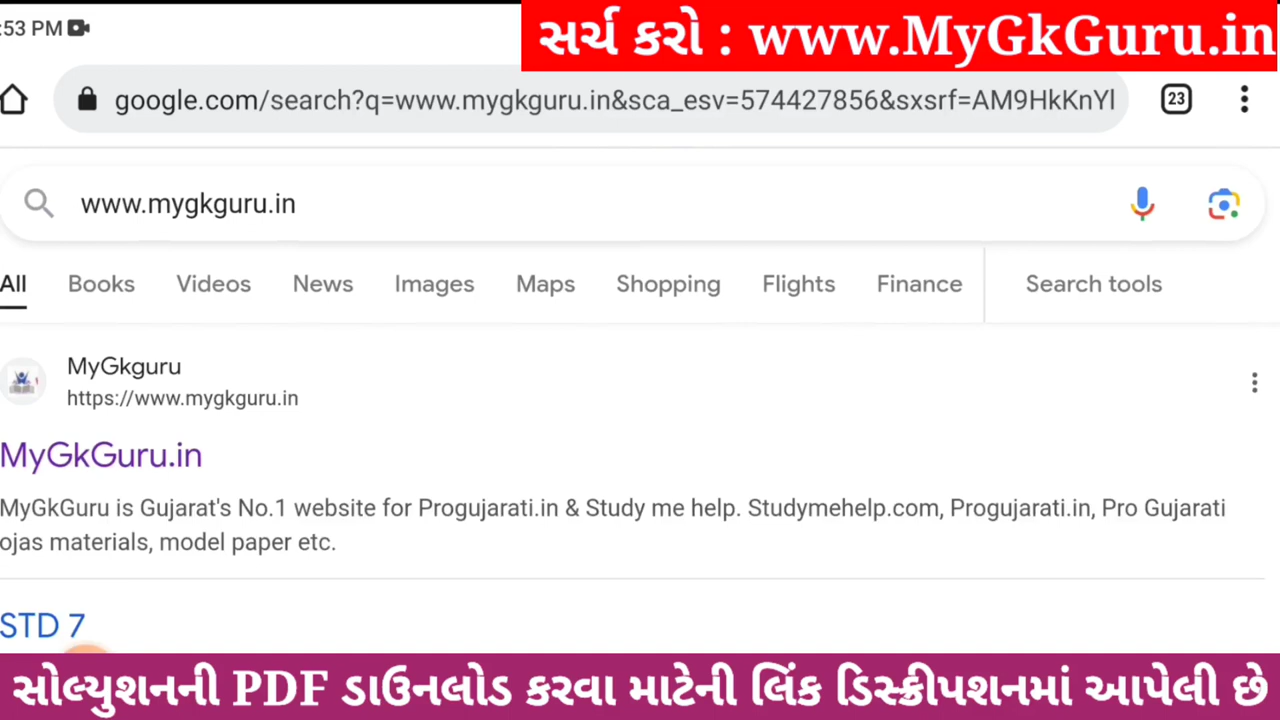 :53 PM
સર્ચ કરો : www.MyGkGuru.in
google.com/search?q=www.mygkguru.in&sca_esv=574427856&sxsrf=AM9HkKnYl
23
www.mygkguru.in
All Books Videos News Images Maps Shopping Flights Finance Search tools
MyGkguru
https://www.mygkguru.in
MyGkGuru.in
MyGkGuru is Gujarat's No.1 website for Progujarati.in & Study me help. Studymehelp.com, Progujarati.in, Pro Gujarati
ojas materials, model paper etc.
STD 7
સોલ્યુશનની PDF ડાઉનલોડ કરવા માટેની લિંક ડિસ્ક્રીપશનમાં આપેલી છે